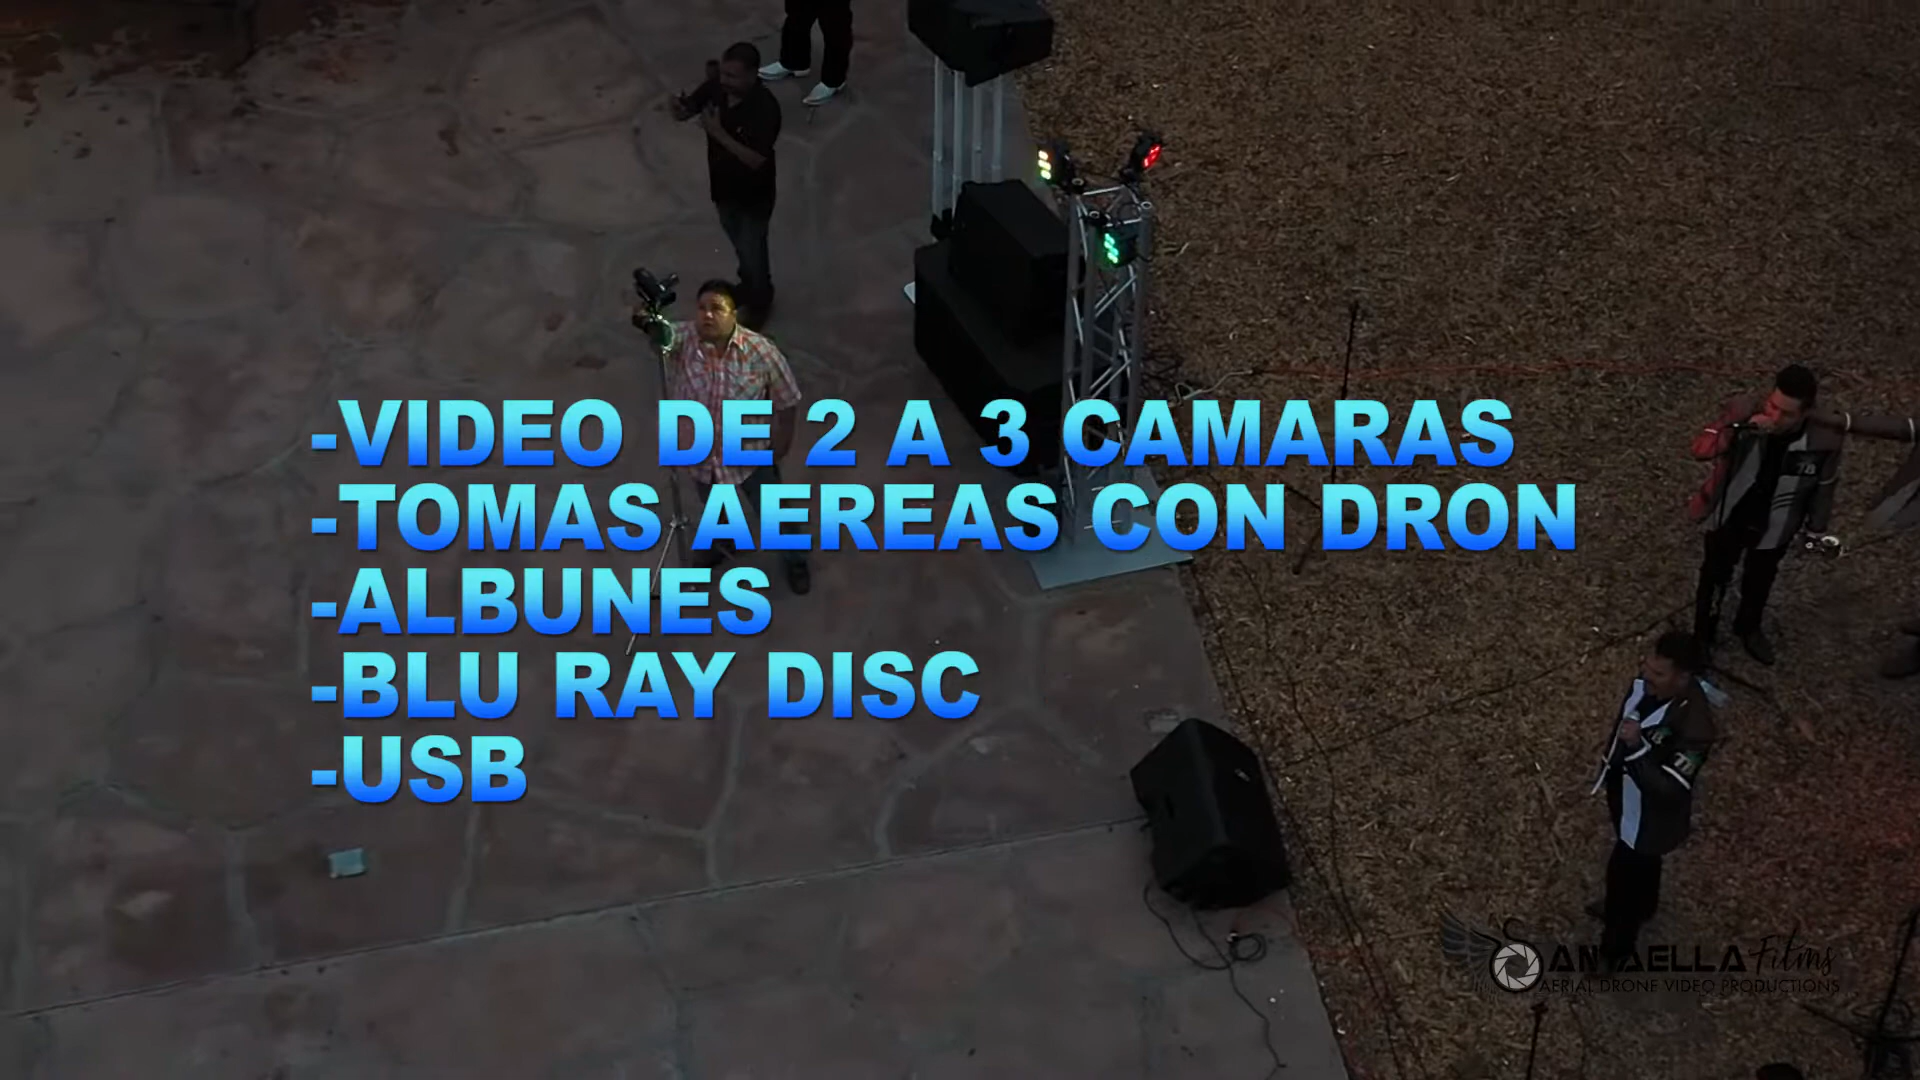 -VIDEO DE 2 A 3 CAMARAS
-TOMAS AEREAS CON DRON
-ALBUNES
-BLU RAY DISC
-USB
ANTAELLA Films
AERIAL DRONE VIDEO PRODUCTIONS